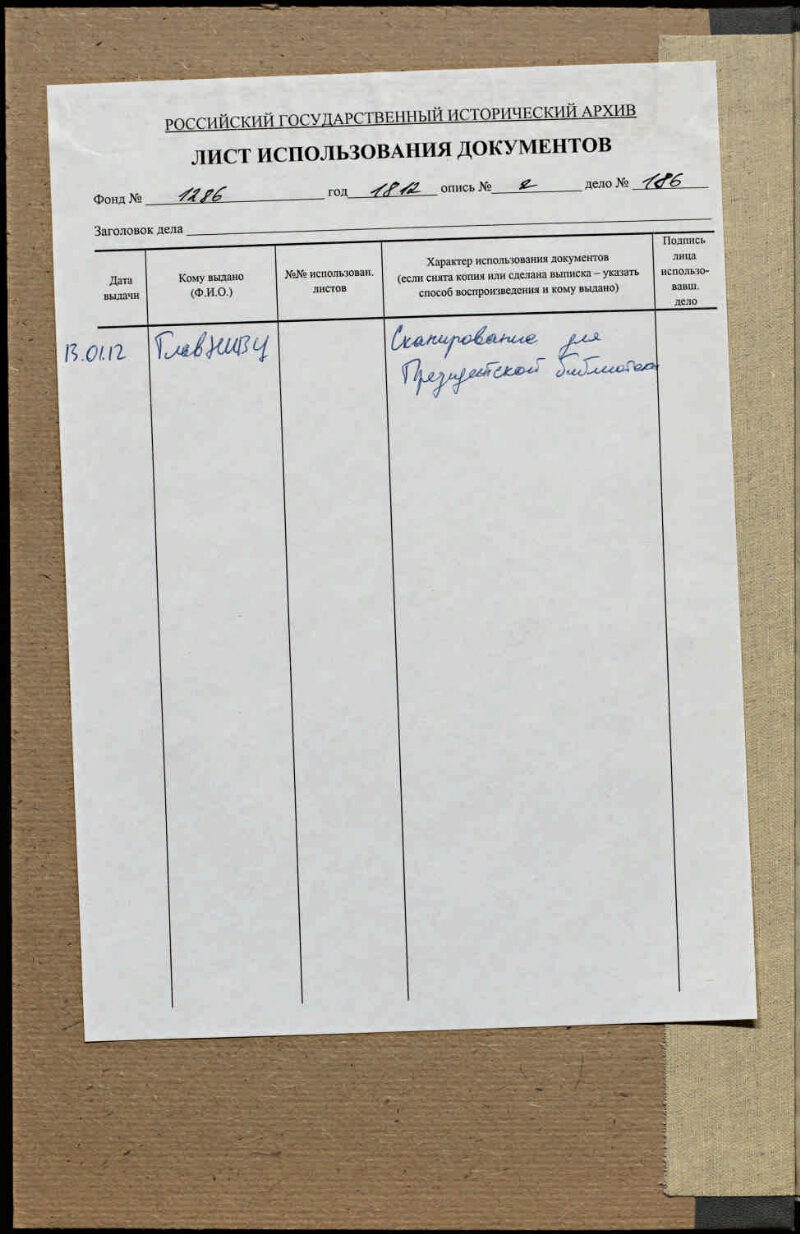 РОССИЙСКИЙ ГОСУДАРСТВЕННЫЙ ИСТОРИЧЕСКИЙ АРХИВ
ЛИСТ ИСПОЛЬЗОВАНИЯ ДОКУМЕНТОВ
Фонд № 1286 год 1812 опись № 2 дело № 186
Заголовок дела
Дата
выдачи
Кому выдано
(Ф.И.О.)
№№ использован.
листов
Характер использования документов
(если снята копия или сделана выписка – указать
способ воспроизведения и кому выдано)
Подпись
лица
использо-
вавш.
дело
13.01.12
ГлавНИВЦ
Сканирование для
Президентской библиотеки